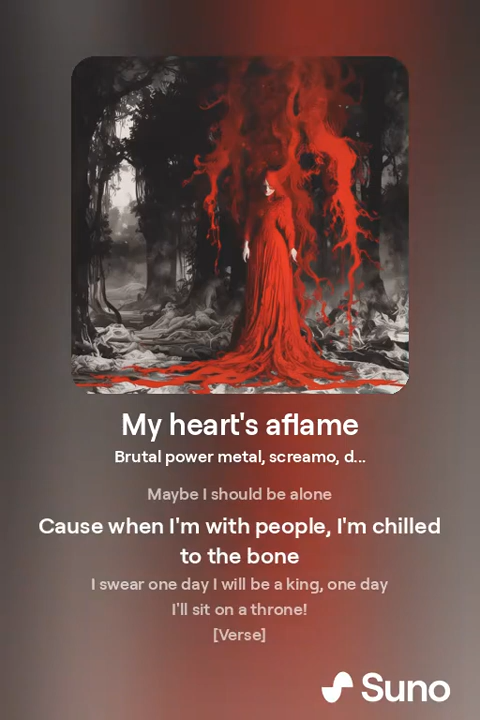 My heart's aflame
Brutal power metal, screamo, d...
Maybe I should be alone
Cause when I'm with people, I'm chilled
to the bone
I swear one day I will be a king, one day
I'll sit on a throne!
[Verse]
Suno